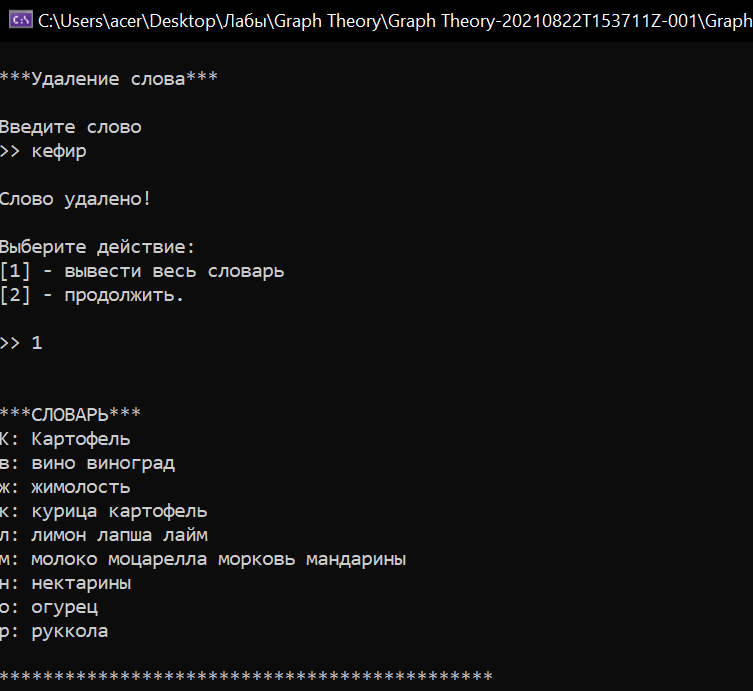 C:\Users\acer\Desktop\Лабы\Graph Theory\Graph Theory-20210822T153711Z-001\Graph
***Удаление слова***
Введите слово
>> кефир
Слово удалено!
Выберите действие:
[1] - вывести весь словарь
[2] - продолжить.
>> 1
***СЛОВАРЬ***
К: Картофель
в: вино виноград
ж: жимолость
к: курица картофель
л: лимон лапша лайм
м: молоко моцарелла морковь мандарины
н: нектарины
о: огурец
р: руккола
*********************************************